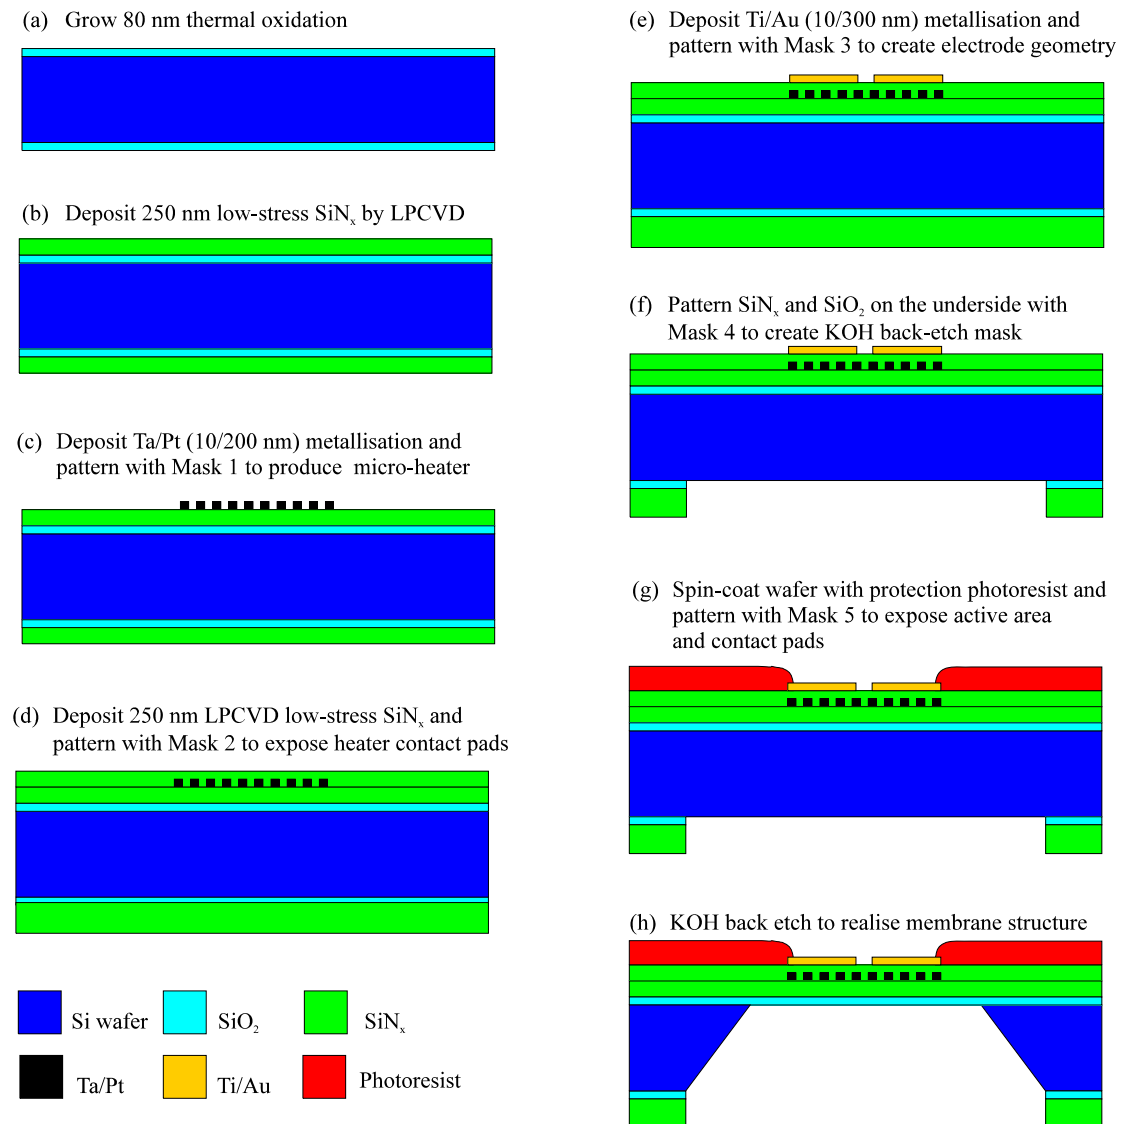 (a) Grow 80 nm thermal oxidation
(b) Deposit 250 nm low-stress SiNₓ by LPCVD
(c) Deposit Ta/Pt (10/200 nm) metallisation and
pattern with Mask 1 to produce micro-heater
(d) Deposit 250 nm LPCVD low-stress SiNₓ and
pattern with Mask 2 to expose heater contact pads
(e) Deposit Ti/Au (10/300 nm) metallisation and
pattern with Mask 3 to create electrode geometry
(f) Pattern SiNₓ and SiO₂ on the underside with
Mask 4 to create KOH back-etch mask
(g) Spin-coat wafer with protection photoresist and
pattern with Mask 5 to expose active area
and contact pads
(h) KOH back etch to realise membrane structure
Si wafer
SiO₂
SiNₓ
Ta/Pt
Ti/Au
Photoresist